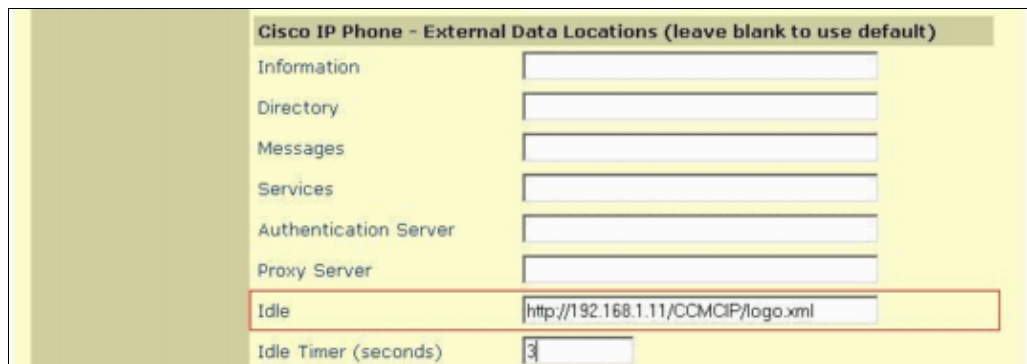 Cisco IP Phone - External Data Locations (leave blank to use default)
Information
Directory
Messages
Services
Authentication Server
Proxy Server
Idle http://192.168.1.11/CCMCIP/logo.xml
Idle Timer (seconds) 3